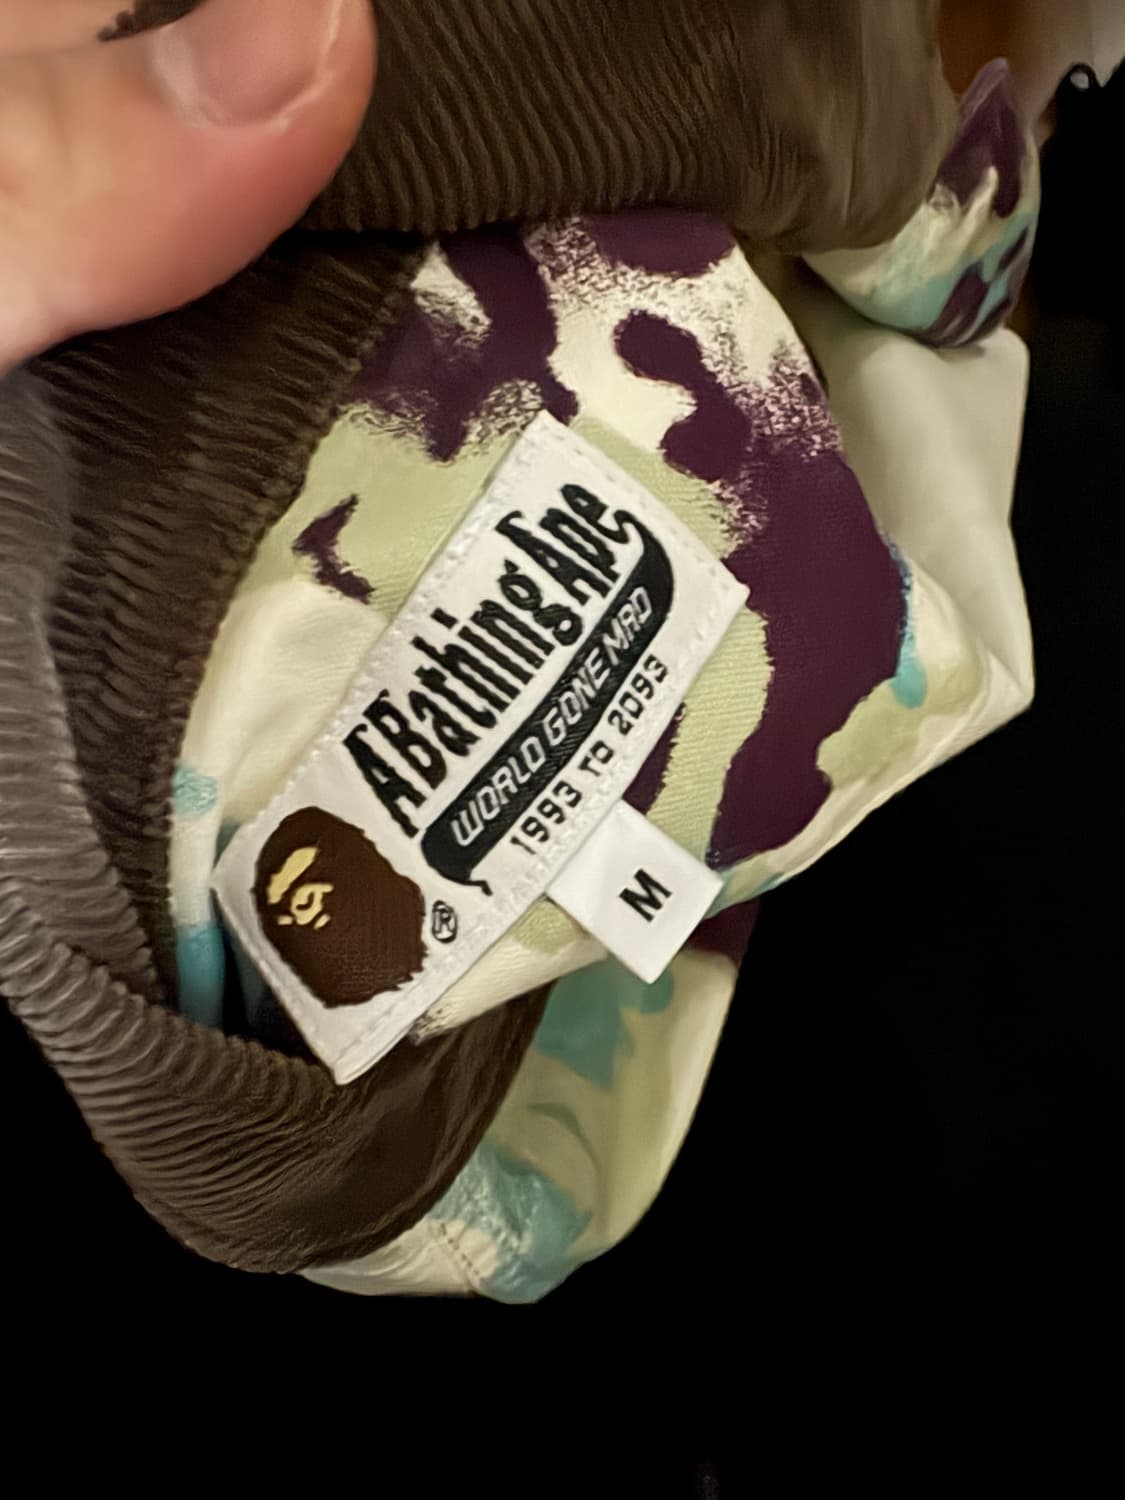 A Bathing Ape
WORLD GONE MAD
1993 TO 2093
®
M